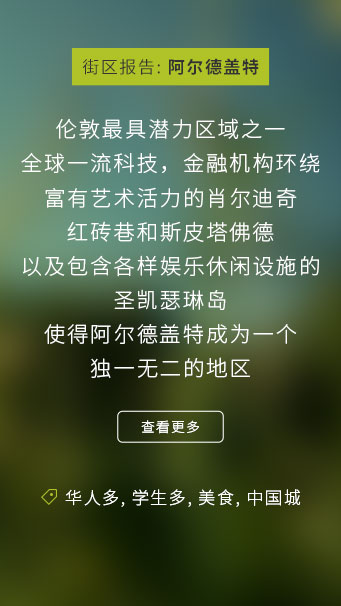 街区报告: 阿尔德盖特
伦敦最具潜力区域之一
全球一流科技，金融机构环绕
富有艺术活力的肖尔迪奇
红砖巷和斯皮塔佛德
以及包含各样娱乐休闲设施的
圣凯瑟琳岛
使得阿尔德盖特成为一个
独一无二的地区
查看更多
华人多, 学生多, 美食, 中国城